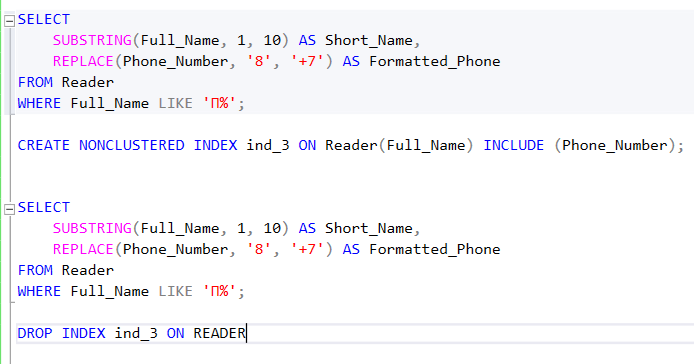 SELECT
SUBSTRING(Full_Name, 1, 10) AS Short_Name,
REPLACE(Phone_Number, '8', '+7') AS Formatted_Phone
FROM Reader
WHERE Full_Name LIKE 'П%';
CREATE NONCLUSTERED INDEX ind_3 ON Reader(Full_Name) INCLUDE (Phone_Number);
SELECT
SUBSTRING(Full_Name, 1, 10) AS Short_Name,
REPLACE(Phone_Number, '8', '+7') AS Formatted_Phone
FROM Reader
WHERE Full_Name LIKE 'П%';
DROP INDEX ind_3 ON READER